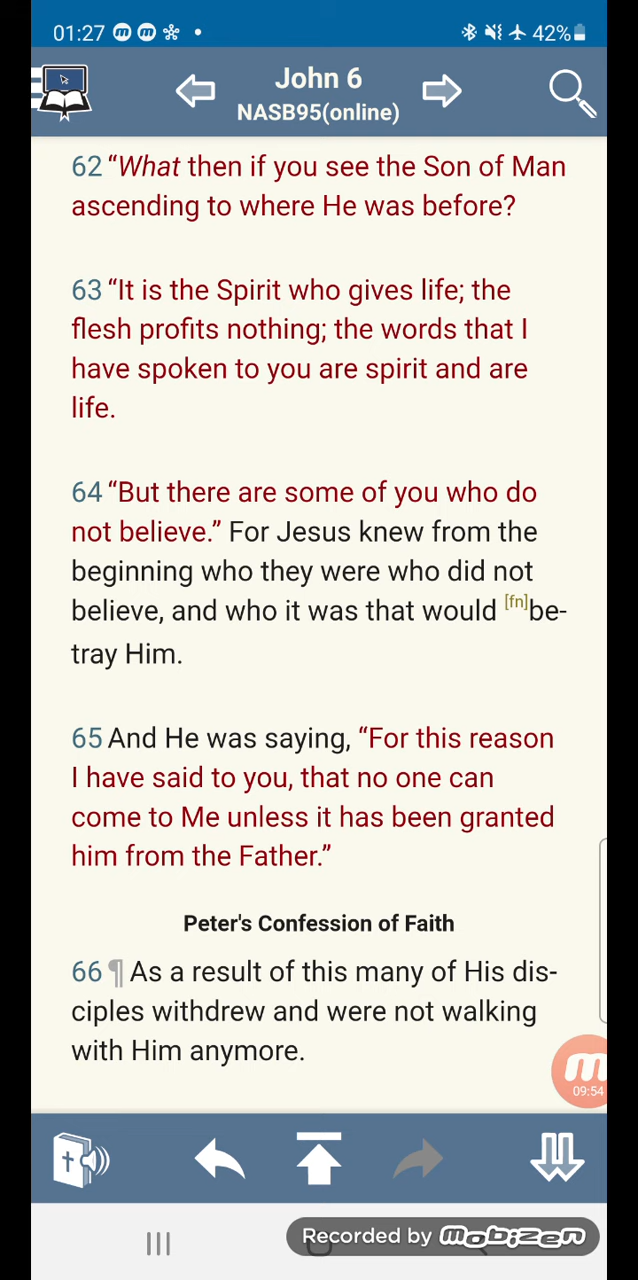 01:27
42%
John 6
NASB95(online)
62 “What then if you see the Son of Man
ascending to where He was before?
63 “It is the Spirit who gives life; the
flesh profits nothing; the words that I
have spoken to you are spirit and are
life.
64 “But there are some of you who do
not believe.” For Jesus knew from the
beginning who they were who did not
believe, and who it was that would [fn]be-
tray Him.
65 And He was saying, “For this reason
I have said to you, that no one can
come to Me unless it has been granted
him from the Father.”
Peter's Confession of Faith
66 ¶ As a result of this many of His dis-
ciples withdrew and were not walking
with Him anymore.
m
09:54
Recorded by mobizen